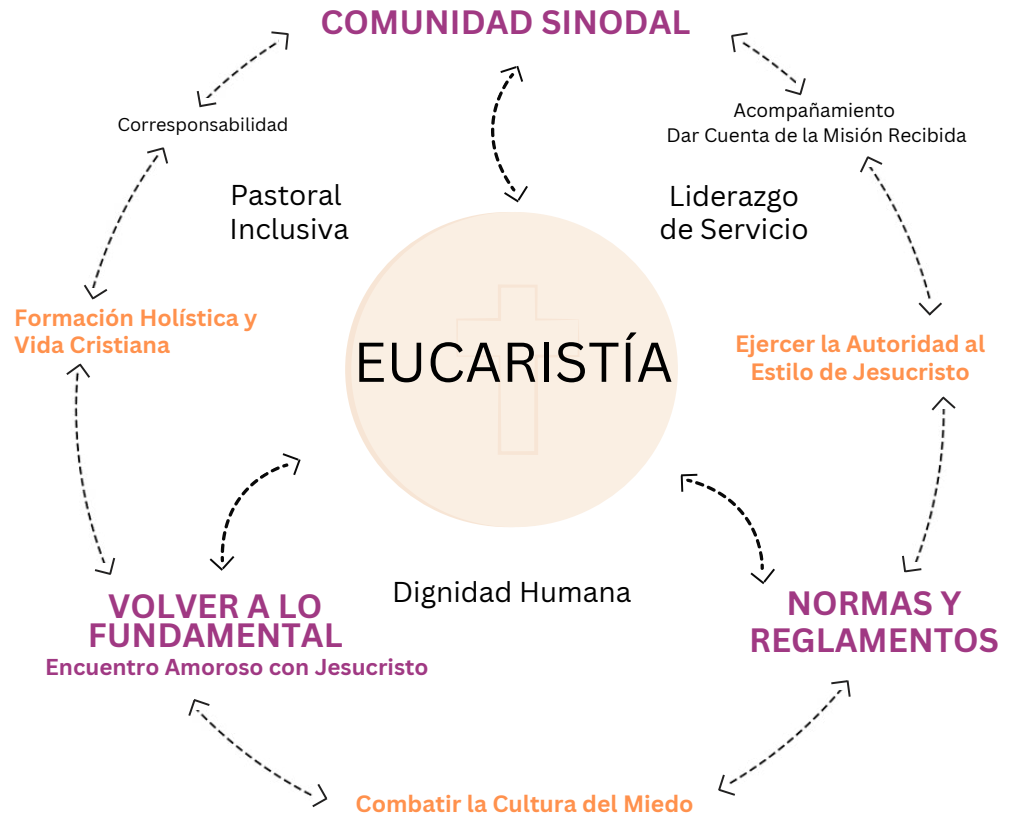 COMUNIDAD SINODAL
Corresponsabilidad
Acompañamiento
Dar Cuenta de la Misión Recibida
Pastoral
Inclusiva
Liderazgo
de Servicio
Formación Holística y
Vida Cristiana
EUCARISTÍA
Ejercer la Autoridad al
Estilo de Jesucristo
Dignidad Humana
VOLVER A LO
FUNDAMENTAL
Encuentro Amoroso con Jesucristo
NORMAS Y
REGLAMENTOS
Combatir la Cultura del Miedo